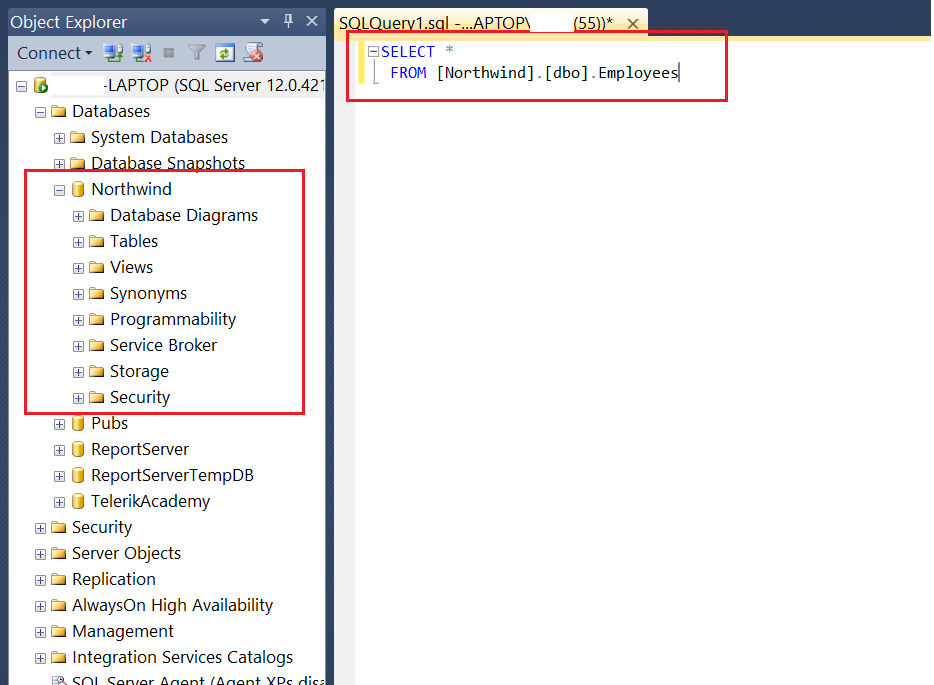 Object Explorer
Connect
-LAPTOP (SQL Server 12.0.421
Databases
System Databases
Database Snapshots
Northwind
Database Diagrams
Tables
Views
Synonyms
Programmability
Service Broker
Storage
Security
Pubs
ReportServer
ReportServerTempDB
TelerikAcademy
Security
Server Objects
Replication
AlwaysOn High Availability
Management
Integration Services Catalogs
SQL Server Agent (Agent XPs disa
SQLQuery1.sql -...APTOP\ (55))*
SELECT *
FROM [Northwind].[dbo].Employees